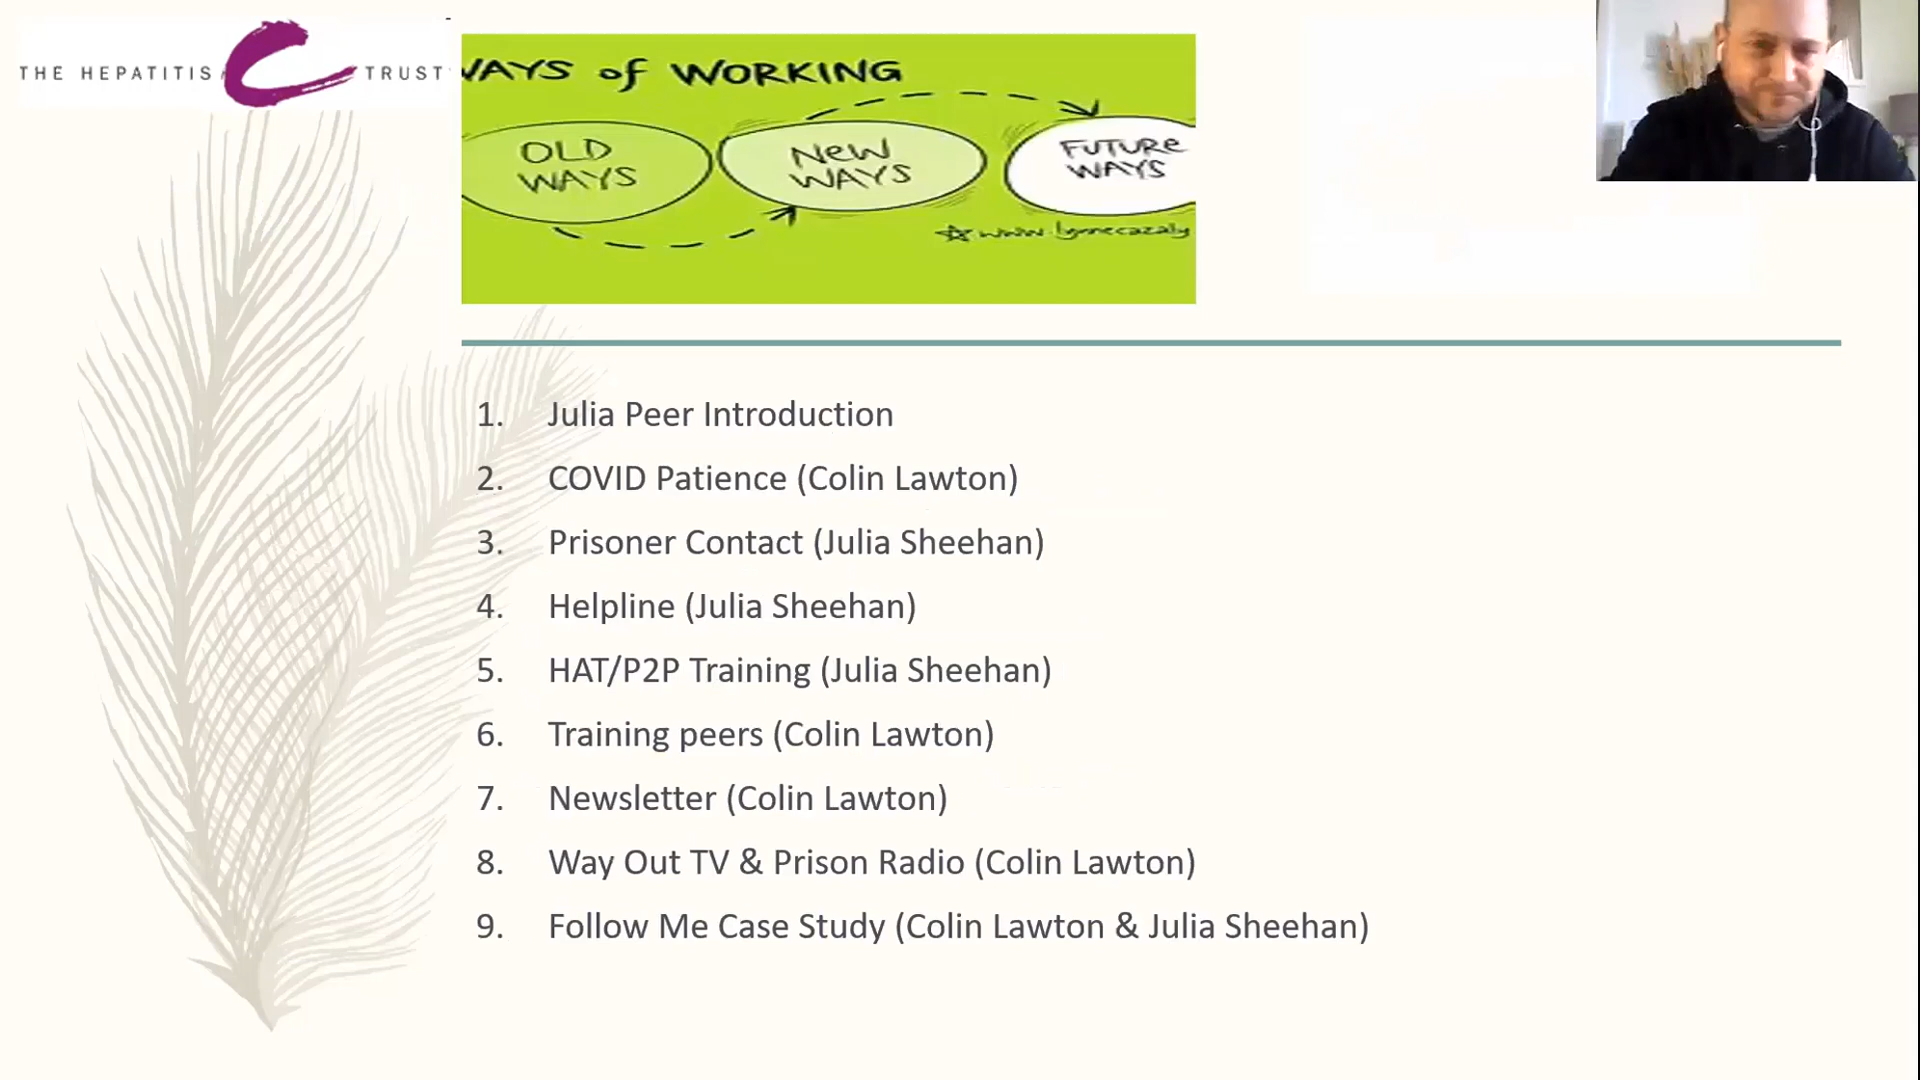 THE HEPATITIS C TRUST
WAYS of WORKING
OLD WAYS
NEW WAYS
FUTURE WAYS
www.lynnecazaly
1. Julia Peer Introduction
2. COVID Patience (Colin Lawton)
3. Prisoner Contact (Julia Sheehan)
4. Helpline (Julia Sheehan)
5. HAT/P2P Training (Julia Sheehan)
6. Training peers (Colin Lawton)
7. Newsletter (Colin Lawton)
8. Way Out TV & Prison Radio (Colin Lawton)
9. Follow Me Case Study (Colin Lawton & Julia Sheehan)